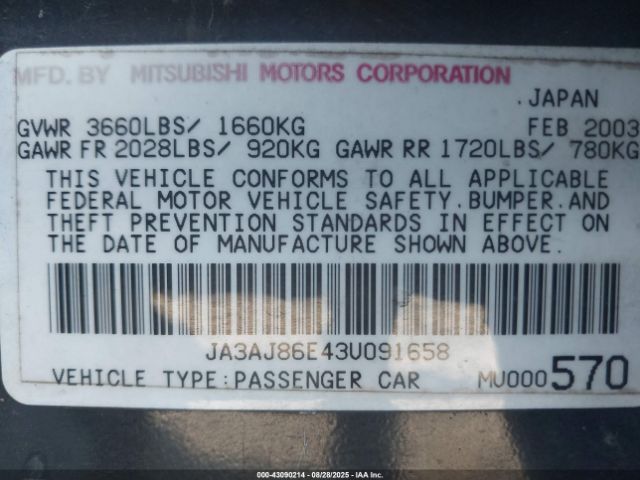 MFD. BY MITSUBISHI MOTORS CORPORATION
JAPAN
GVWR 3660LBS/ 1660KG FEB 2003
GAWR FR 2028LBS/ 920KG GAWR RR 1720LBS/ 780KG
THIS VEHICLE CONFORMS TO ALL APPLICABLE
FEDERAL MOTOR VEHICLE SAFETY,BUMPER,AND
THEFT PREVENTION STANDARDS IN EFFECT ON
THE DATE OF MANUFACTURE SHOWN ABOVE.
JA3AJ86E43U091658
VEHICLE TYPE:PASSENGER CAR MU000570
000-43090214 - 08/28/2025 - IAA Inc.